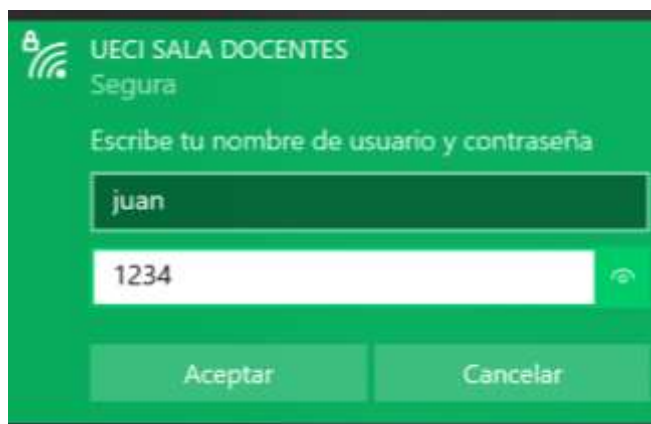 UECI SALA DOCENTES
Segura
Escribe tu nombre de usuario y contraseña
juan
1234
Aceptar Cancelar